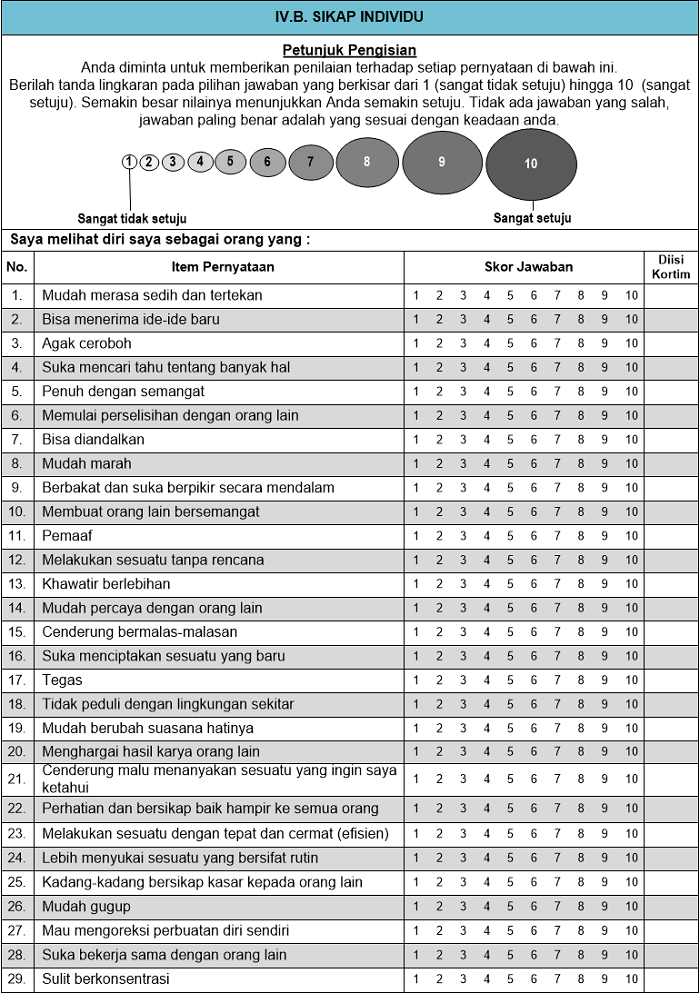 IV.B. SIKAP INDIVIDU
Petunjuk Pengisian
Anda diminta untuk memberikan penilaian terhadap setiap pernyataan di bawah ini.
Berilah tanda lingkaran pada pilihan jawaban yang berkisar dari 1 (sangat tidak setuju) hingga 10 (sangat
setuju). Semakin besar nilainya menunjukkan Anda semakin setuju. Tidak ada jawaban yang salah,
jawaban paling benar adalah yang sesuai dengan keadaan anda.
1 2 3 4 5 6 7 8 9 10
Sangat tidak setuju Sangat setuju
Saya melihat diri saya sebagai orang yang :
No. Item Pernyataan Skor Jawaban Diisi
Kortim
1. Mudah merasa sedih dan tertekan 1 2 3 4 5 6 7 8 9 10
2. Bisa menerima ide-ide baru 1 2 3 4 5 6 7 8 9 10
3. Agak ceroboh 1 2 3 4 5 6 7 8 9 10
4. Suka mencari tahu tentang banyak hal 1 2 3 4 5 6 7 8 9 10
5. Penuh dengan semangat 1 2 3 4 5 6 7 8 9 10
6. Memulai perselisihan dengan orang lain 1 2 3 4 5 6 7 8 9 10
7. Bisa diandalkan 1 2 3 4 5 6 7 8 9 10
8. Mudah marah 1 2 3 4 5 6 7 8 9 10
9. Berbakat dan suka berpikir secara mendalam 1 2 3 4 5 6 7 8 9 10
10. Membuat orang lain bersemangat 1 2 3 4 5 6 7 8 9 10
11. Pemaaf 1 2 3 4 5 6 7 8 9 10
12. Melakukan sesuatu tanpa rencana 1 2 3 4 5 6 7 8 9 10
13. Khawatir berlebihan 1 2 3 4 5 6 7 8 9 10
14. Mudah percaya dengan orang lain 1 2 3 4 5 6 7 8 9 10
15. Cenderung bermalas-malasan 1 2 3 4 5 6 7 8 9 10
16. Suka menciptakan sesuatu yang baru 1 2 3 4 5 6 7 8 9 10
17. Tegas 1 2 3 4 5 6 7 8 9 10
18. Tidak peduli dengan lingkungan sekitar 1 2 3 4 5 6 7 8 9 10
19. Mudah berubah suasana hatinya 1 2 3 4 5 6 7 8 9 10
20. Menghargai hasil karya orang lain 1 2 3 4 5 6 7 8 9 10
21. Cenderung malu menanyakan sesuatu yang ingin saya
ketahui 1 2 3 4 5 6 7 8 9 10
22. Perhatian dan bersikap baik hampir ke semua orang 1 2 3 4 5 6 7 8 9 10
23. Melakukan sesuatu dengan tepat dan cermat (efisien) 1 2 3 4 5 6 7 8 9 10
24. Lebih menyukai sesuatu yang bersifat rutin 1 2 3 4 5 6 7 8 9 10
25. Kadang-kadang bersikap kasar kepada orang lain 1 2 3 4 5 6 7 8 9 10
26. Mudah gugup 1 2 3 4 5 6 7 8 9 10
27. Mau mengoreksi perbuatan diri sendiri 1 2 3 4 5 6 7 8 9 10
28. Suka bekerja sama dengan orang lain 1 2 3 4 5 6 7 8 9 10
29. Sulit berkonsentrasi 1 2 3 4 5 6 7 8 9 10